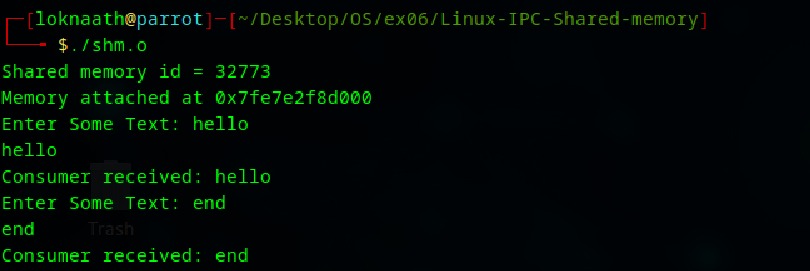 [loknaath@parrot]-[~/Desktop/OS/ex06/Linux-IPC-Shared-memory]
$./shm.o
Shared memory id = 32773
Memory attached at 0x7fe7e2f8d000
Enter Some Text: hello
hello
Consumer received: hello
Enter Some Text: end
end
Trash
Consumer received: end